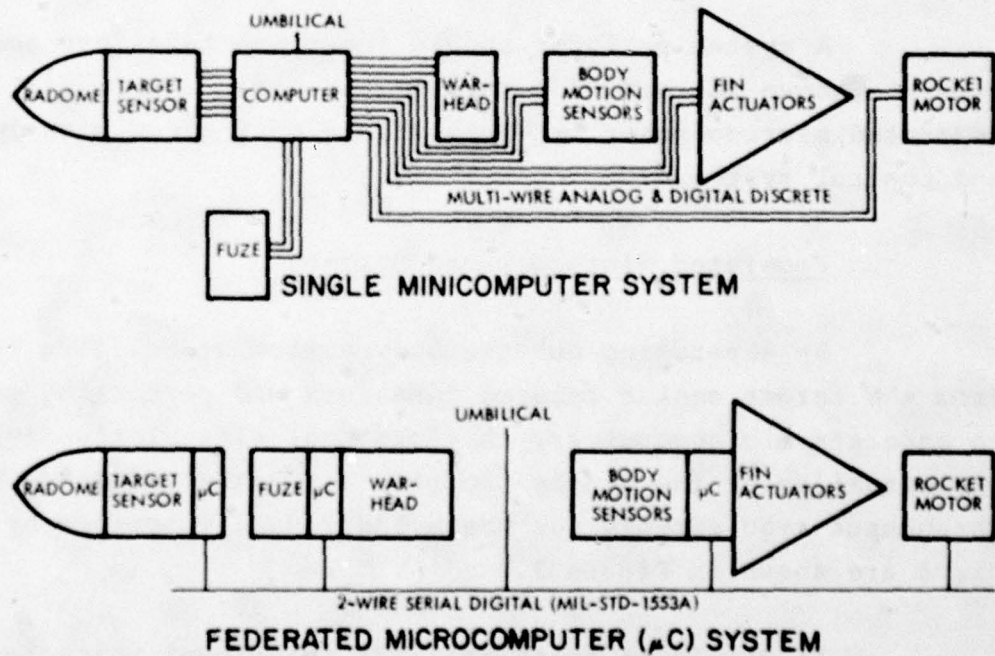 UMBILICAL
RADOME
TARGET
SENSOR
COMPUTER
WAR-
HEAD
BODY
MOTION
SENSORS
FIN
ACTUATORS
ROCKET
MOTOR
MULTI-WIRE ANALOG & DIGITAL DISCRETE
FUZE
SINGLE MINICOMPUTER SYSTEM
UMBILICAL
RADOME
TARGET
SENSOR
μC
FUZE
μC
WAR-
HEAD
BODY
MOTION
SENSORS
μC
FIN
ACTUATORS
ROCKET
MOTOR
2-WIRE SERIAL DIGITAL (MIL-STD-1553A)
FEDERATED MICROCOMPUTER (μC) SYSTEM